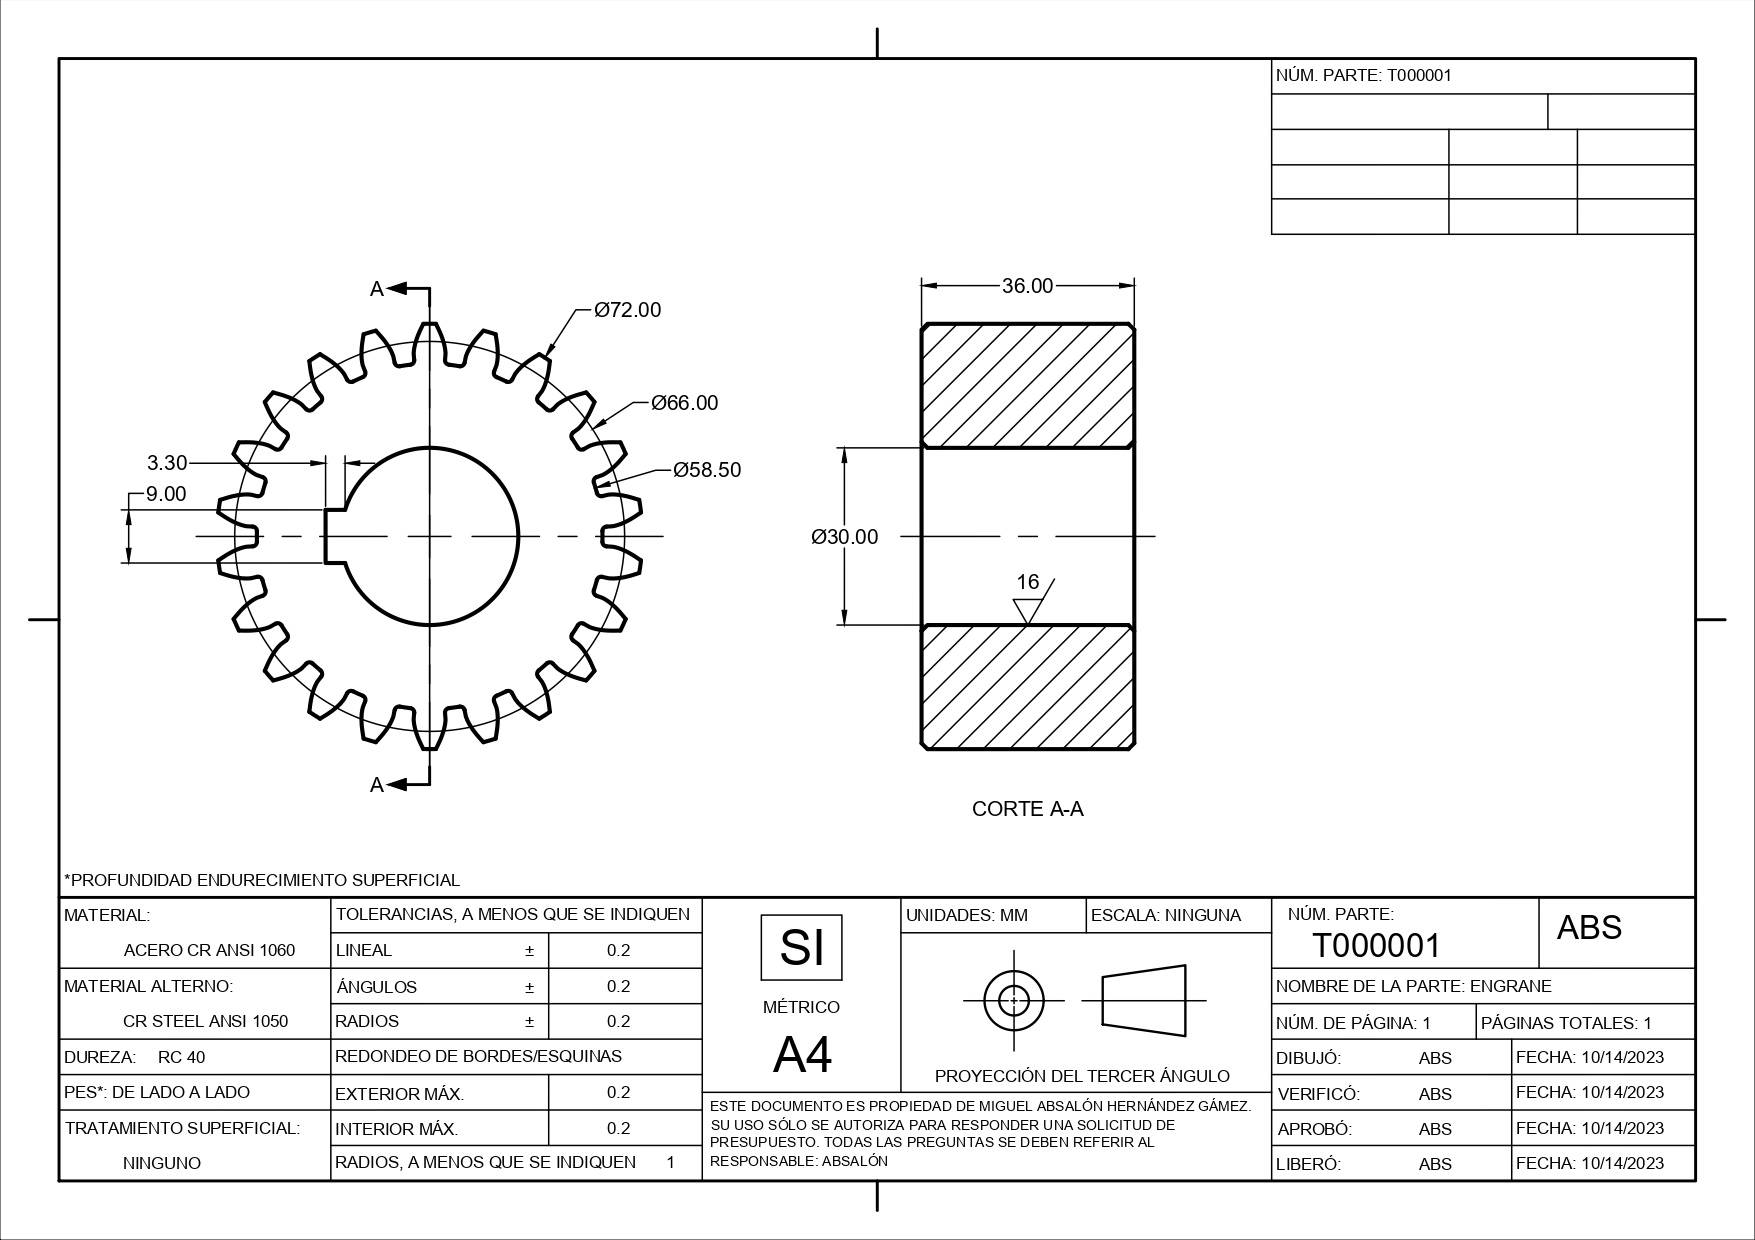 NÚM. PARTE: T000001
A
Ø72.00
Ø66.00
Ø58.50
3.30
9.00
A
36.00
Ø30.00
16
CORTE A-A
*PROFUNDIDAD ENDURECIMIENTO SUPERFICIAL
MATERIAL:
ACERO CR ANSI 1060
MATERIAL ALTERNO:
CR STEEL ANSI 1050
DUREZA: RC 40
PES*: DE LADO A LADO
TRATAMIENTO SUPERFICIAL:
NINGUNO
TOLERANCIAS, A MENOS QUE SE INDIQUEN
LINEAL ± 0.2
ÁNGULOS ± 0.2
RADIOS ± 0.2
REDONDEO DE BORDES/ESQUINAS
EXTERIOR MÁX. 0.2
INTERIOR MÁX. 0.2
RADIOS, A MENOS QUE SE INDIQUEN 1
SI
MÉTRICO
A4
UNIDADES: MM
ESCALA: NINGUNA
PROYECCIÓN DEL TERCER ÁNGULO
ESTE DOCUMENTO ES PROPIEDAD DE MIGUEL ABSALÓN HERNÁNDEZ GÁMEZ.
SU USO SÓLO SE AUTORIZA PARA RESPONDER UNA SOLICITUD DE
PRESUPUESTO. TODAS LAS PREGUNTAS SE DEBEN REFERIR AL
RESPONSABLE: ABSALÓN
NÚM. PARTE:
T000001
ABS
NOMBRE DE LA PARTE: ENGRANE
NÚM. DE PÁGINA: 1
PÁGINAS TOTALES: 1
DIBUJÓ: ABS FECHA: 10/14/2023
VERIFICÓ: ABS FECHA: 10/14/2023
APROBÓ: ABS FECHA: 10/14/2023
LIBERÓ: ABS FECHA: 10/14/2023